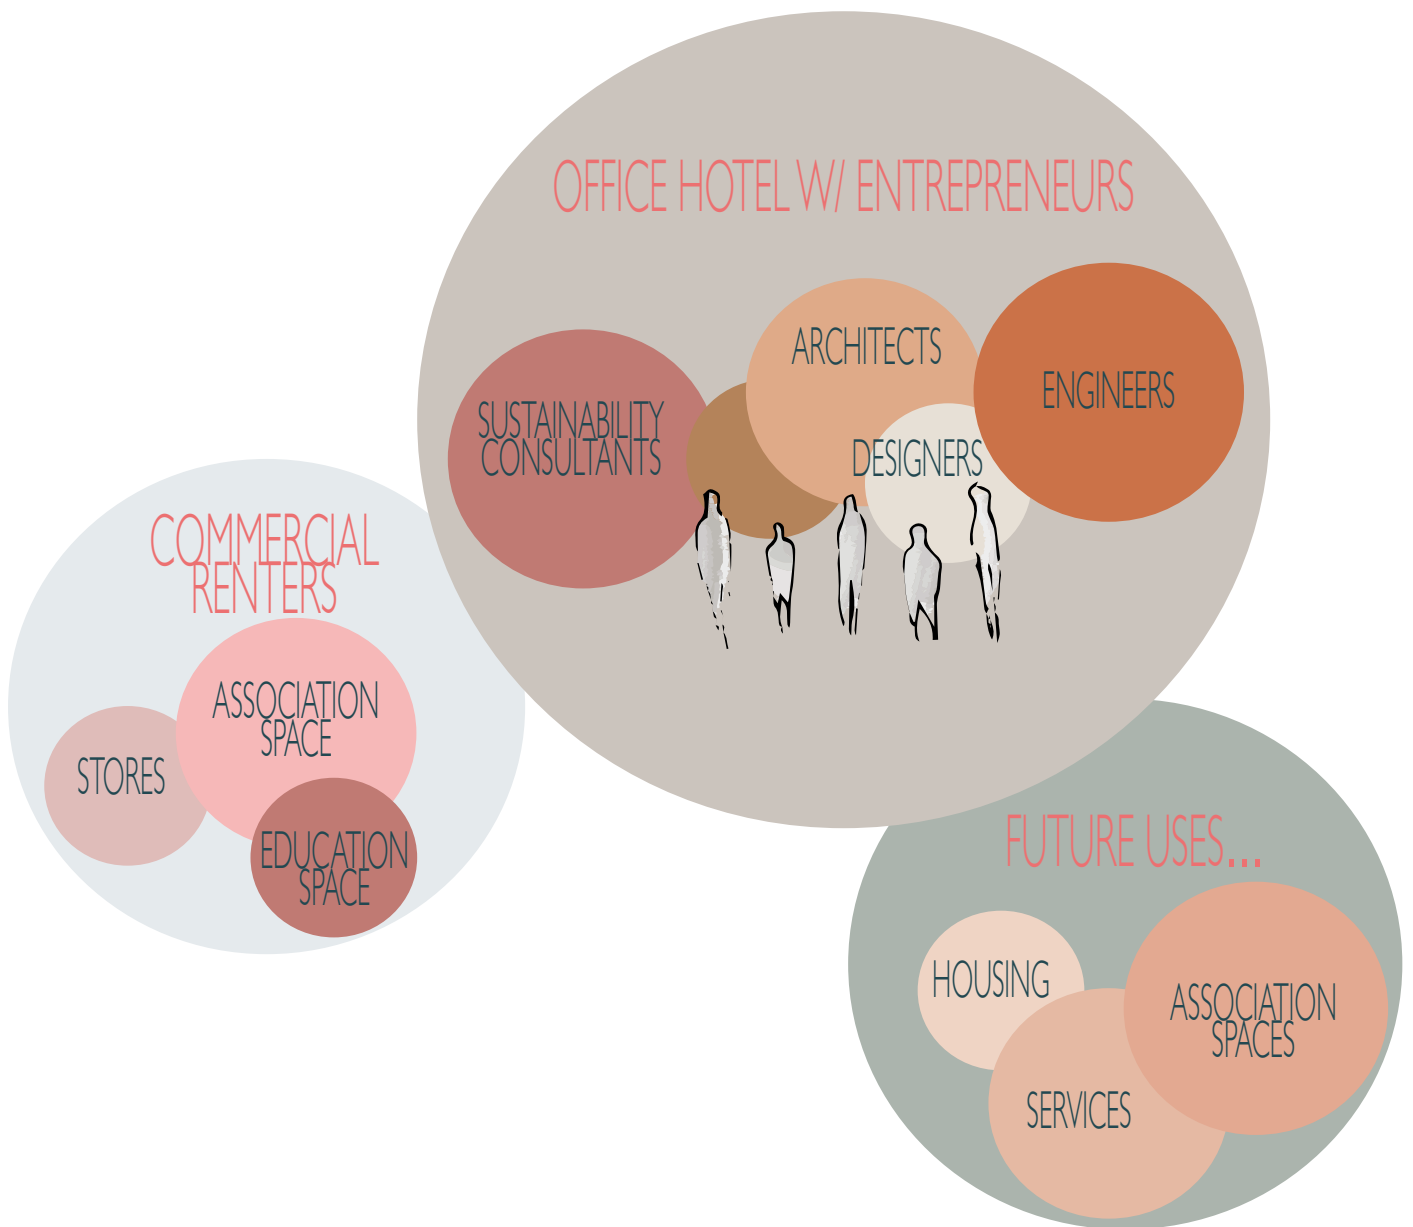 OFFICE HOTEL W/ ENTREPRENEURS
ARCHITECTS
ENGINEERS
SUSTAINABILITY
CONSULTANTS
DESIGNERS
COMMERCIAL
RENTERS
ASSOCIATION
SPACE
STORES
EDUCATION
SPACE
FUTURE USES...
HOUSING
ASSOCIATION
SPACES
SERVICES